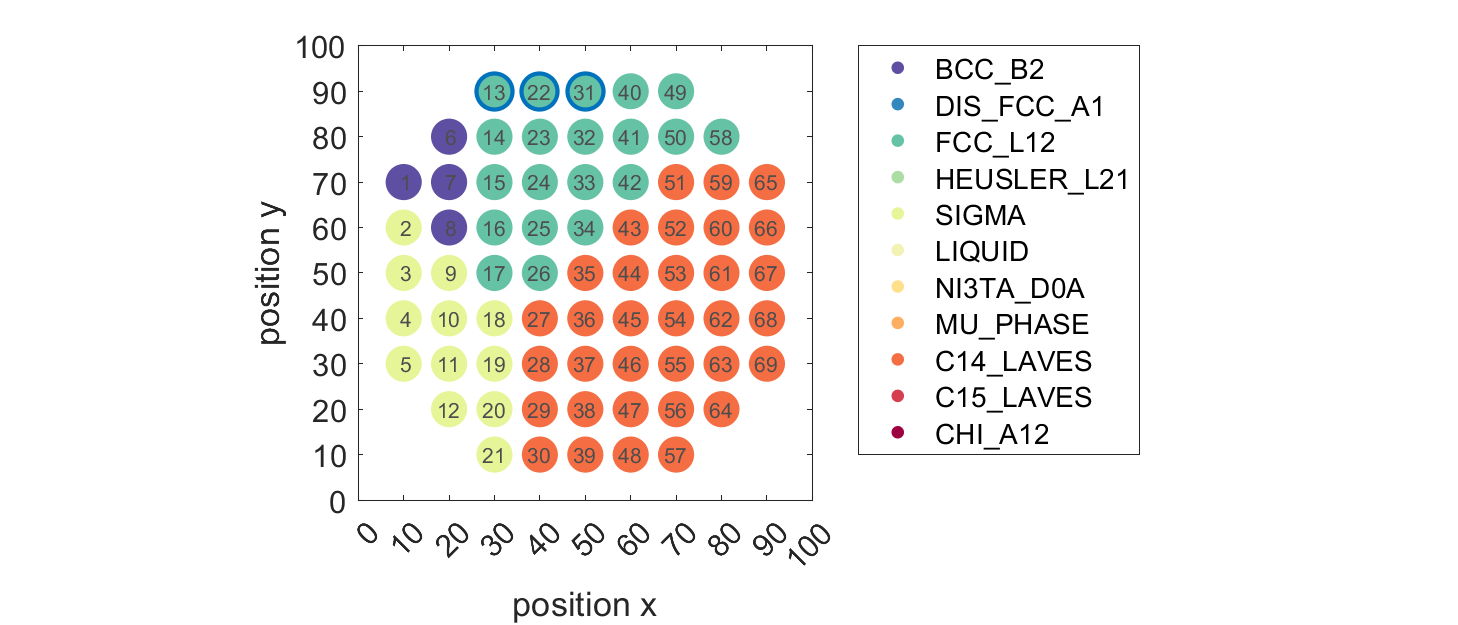 100
90
80
70
60
50
40
30
20
10
0
13 22 31 40 49
6 14 23 32 41 50 58
1 7 15 24 33 42 51 59 65
2 8 16 25 34 43 52 60 66
3 9 17 26 35 44 53 61 67
4 10 18 27 36 45 54 62 68
5 11 19 28 37 46 55 63 69
12 20 29 38 47 56 64
21 30 39 48 57
0 10 20 30 40 50 60 70 80 90 100
position x
position y
BCC_B2
DIS_FCC_A1
FCC_L12
HEUSLER_L21
SIGMA
LIQUID
NI3TA_D0A
MU_PHASE
C14_LAVES
C15_LAVES
CHI_A12